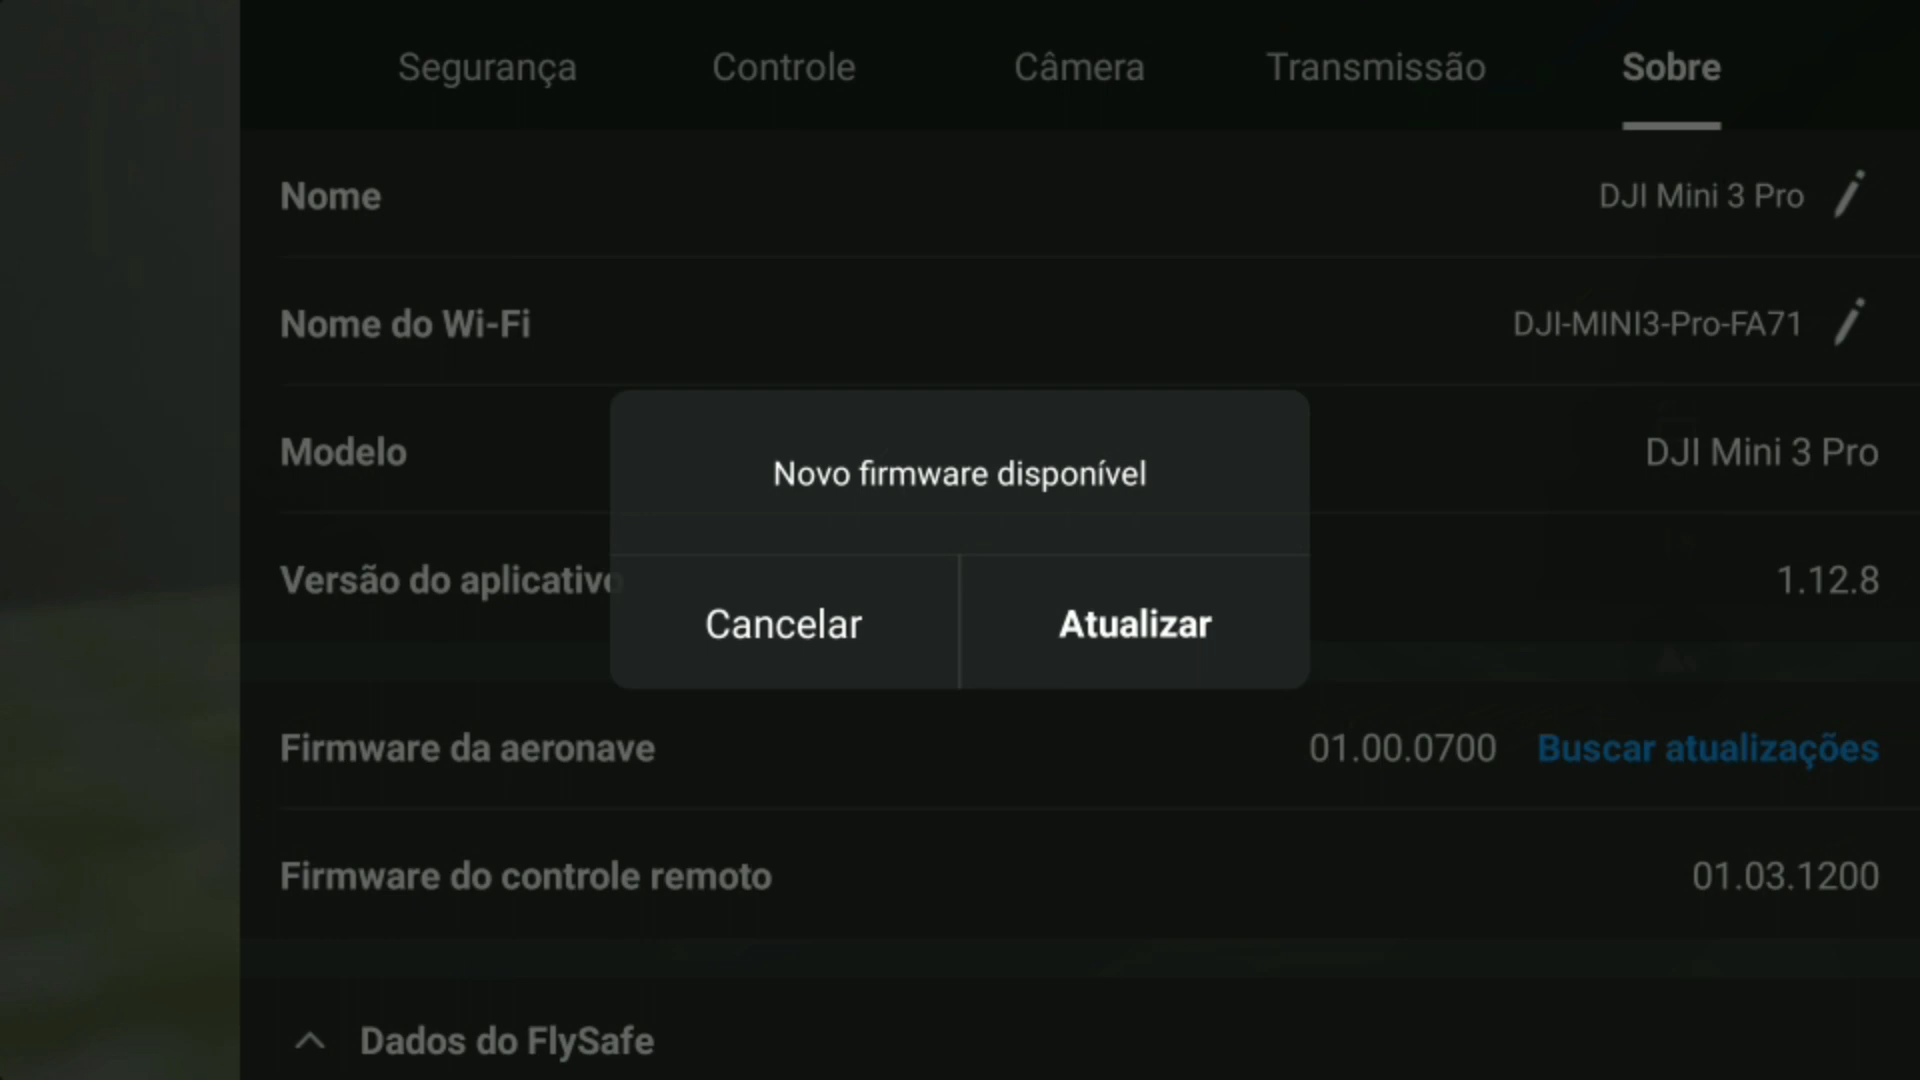 Segurança Controle Câmera Transmissão Sobre
Nome DJI Mini 3 Pro
Nome do Wi-Fi DJI-MINI3-Pro-FA71
Modelo DJI Mini 3 Pro
Novo firmware disponível
Versão do aplicativo 1.12.8
Cancelar Atualizar
Firmware da aeronave 01.00.0700 Buscar atualizações
Firmware do controle remoto 01.03.1200
Dados do FlySafe